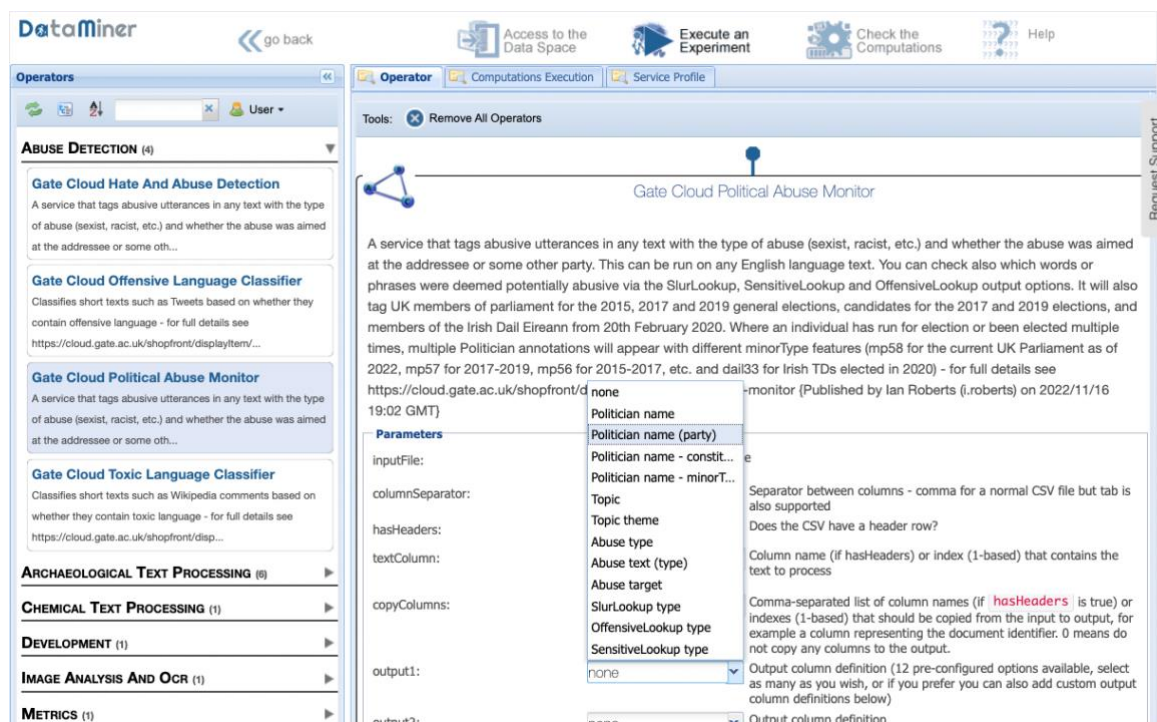 DataMiner
go back
Access to the
Data Space
Execute an
Experiment
Check the
Computations
Help
Operators
User
ABUSE DETECTION (4)
Gate Cloud Hate And Abuse Detection
A service that tags abusive utterances in any text with the type
of abuse (sexist, racist, etc.) and whether the abuse was aimed
at the addressee or some oth...
Gate Cloud Offensive Language Classifier
Classifies short texts such as Tweets based on whether they
contain offensive language - for full details see
https://cloud.gate.ac.uk/shopfront/displayItem/...
Gate Cloud Political Abuse Monitor
A service that tags abusive utterances in any text with the type
of abuse (sexist, racist, etc.) and whether the abuse was aimed
at the addressee or some oth...
Gate Cloud Toxic Language Classifier
Classifies short texts such as Wikipedia comments based on
whether they contain toxic language - for full details see
https://cloud.gate.ac.uk/shopfront/disp...
ARCHAEOLOGICAL TEXT PROCESSING (6)
CHEMICAL TEXT PROCESSING (1)
DEVELOPMENT (1)
IMAGE ANALYSIS AND OCR (1)
METRICS (1)
Operator
Computations Execution
Service Profile
Tools: Remove All Operators
Request Support
Gate Cloud Political Abuse Monitor
A service that tags abusive utterances in any text with the type of abuse (sexist, racist, etc.) and whether the abuse was aimed
at the addressee or some other party. This can be run on any English language text. You can check also which words or
phrases were deemed potentially abusive via the SlurLookup, SensitiveLookup and OffensiveLookup output options. It will also
tag UK members of parliament for the 2015, 2017 and 2019 general elections, candidates for the 2017 and 2019 elections, and
members of the Irish Dail Eireann from 20th February 2020. Where an individual has run for election or been elected multiple
times, multiple Politician annotations will appear with different minorType features (mp58 for the current UK Parliament as of
2022, mp57 for 2017-2019, mp56 for 2015-2017, etc. and dail33 for Irish TDs elected in 2020) - for full details see
https://cloud.gate.ac.uk/shopfront/d -monitor {Published by Ian Roberts (i.roberts) on 2022/11/16
19:02 GMT}
none
Politician name
Politician name (party)
Politician name - constit...
Politician name - minorT...
Topic
Topic theme
Abuse type
Abuse text (type)
Abuse target
SlurLookup type
OffensiveLookup type
SensitiveLookup type
Parameters
inputFile:
columnSeparator:
Separator between columns - comma for a normal CSV file but tab is
also supported
hasHeaders:
Does the CSV have a header row?
textColumn:
Column name (if hasHeaders) or index (1-based) that contains the
text to process
copyColumns:
Comma-separated list of column names (if hasHeaders is true) or
indexes (1-based) that should be copied from the input to output, for
example a column representing the document identifier. 0 means do
not copy any columns to the output.
output1:
none
Output column definition (12 pre-configured options available, select
as many as you wish, or if you prefer you can also add custom output
column definitions below)
output2:
none
Output column definition